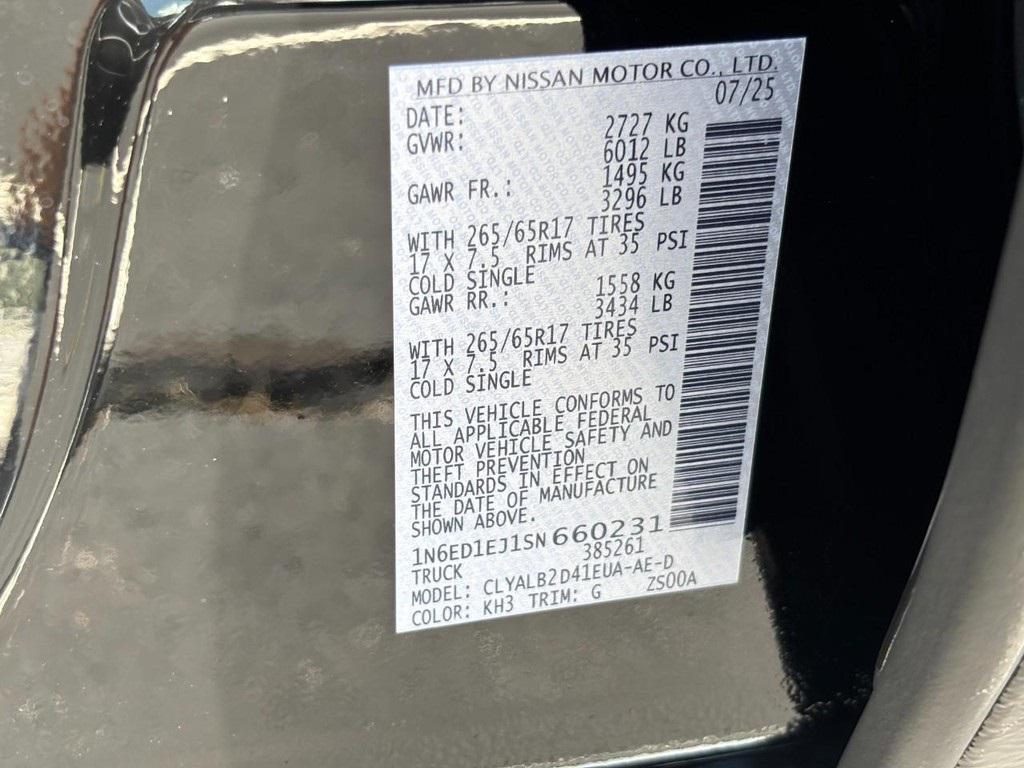 MFD BY NISSAN MOTOR CO., LTD.
DATE: 07/25
GVWR: 2727 KG
6012 LB
GAWR FR.: 1495 KG
3296 LB
WITH 265/65R17 TIRES
17 X 7.5 RIMS AT 35 PSI
COLD SINGLE
GAWR RR.: 1558 KG
3434 LB
WITH 265/65R17 TIRES
17 X 7.5 RIMS AT 35 PSI
COLD SINGLE
THIS VEHICLE CONFORMS TO
ALL APPLICABLE FEDERAL
MOTOR VEHICLE SAFETY AND
THEFT PREVENTION
STANDARDS IN EFFECT ON
THE DATE OF MANUFACTURE
SHOWN ABOVE.
1N6ED1EJ1SN660231
TRUCK 385261
MODEL: CLYALB2D41EUA-AE-D
COLOR: KH3 TRIM: G ZS00A